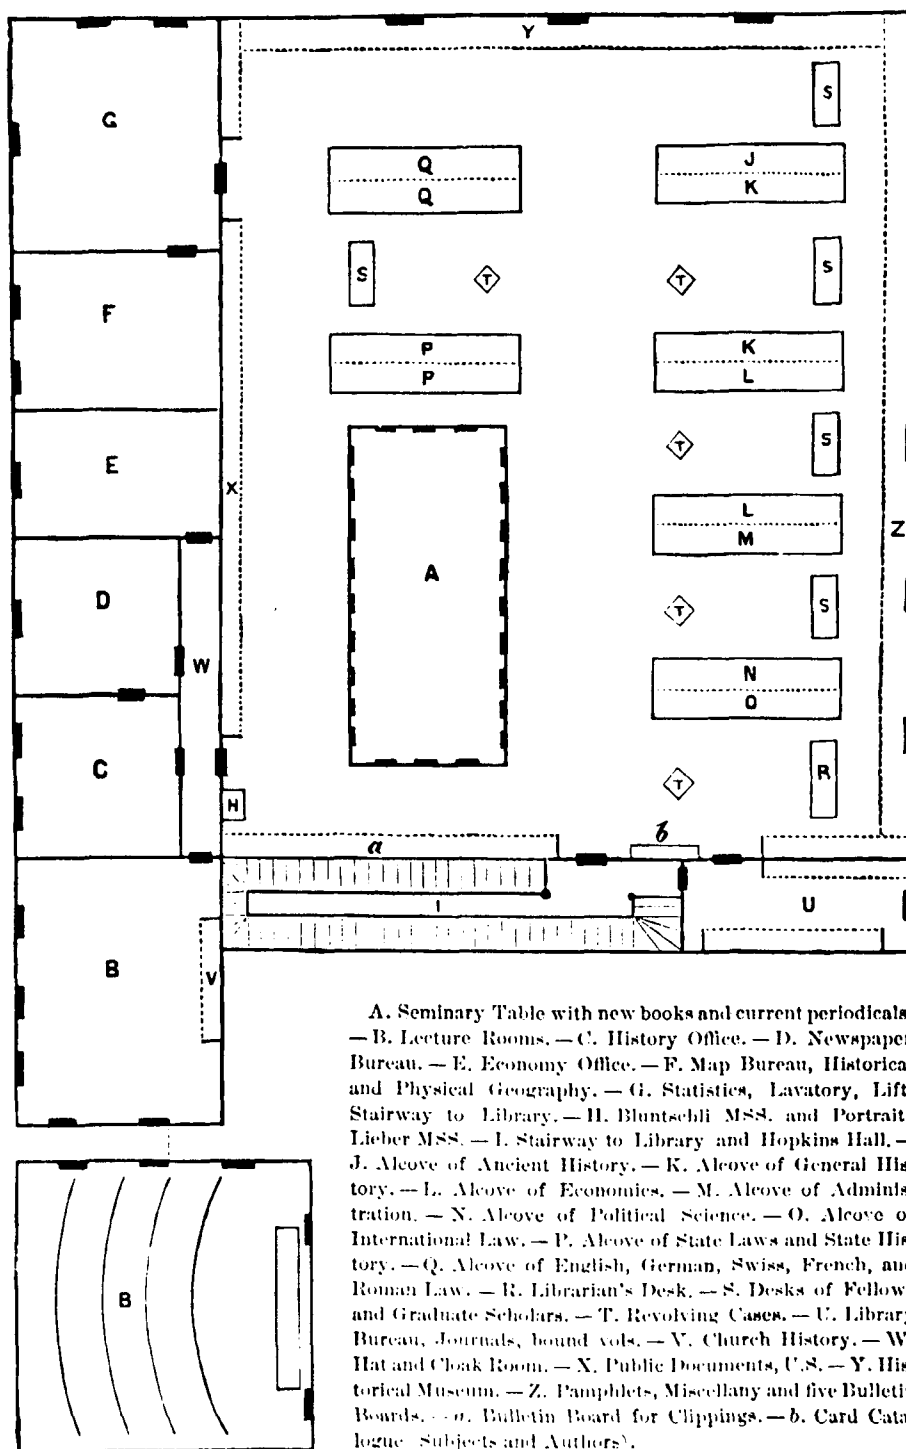 Y
G
S
Q
J
Q
K
S
T
T
S
F
P
K
P
L
E
T
S
X
L
M
Z
A
D
T
S
W
N
O
C
T
R
H
a
b
I
U
B
V
A. Seminary Table with new books and current periodicals
— B. Lecture Rooms. — C. History Office. — D. Newspaper
Bureau. — E. Economy Office. — F. Map Bureau, Historica
and Physical Geography. — G. Statistics, Lavatory, Lift
Stairway to Library. — H. Bluntschli MSS. and Portrait
Lieber MSS. — I. Stairway to Library and Hopkins Hall. —
J. Alcove of Ancient History. — K. Alcove of General His
tory. — L. Alcove of Economics. — M. Alcove of Adminis
tration. — N. Alcove of Political Science. — O. Alcove o
International Law. — P. Alcove of State Laws and State His
tory. — Q. Alcove of English, German, Swiss, French, and
Roman Law. — R. Librarian's Desk. — S. Desks of Fellow
and Graduate Scholars. — T. Revolving Cases. — U. Library
Bureau, Journals, bound vols. — V. Church History. — W
Hat and Cloak Room. — X. Public Documents, U.S. — Y. His
torical Museum. — Z. Pamphlets, Miscellany and five Bulleti
Boards. — a. Bulletin Board for Clippings. — b. Card Cata
logue Subjects and Authors).
B